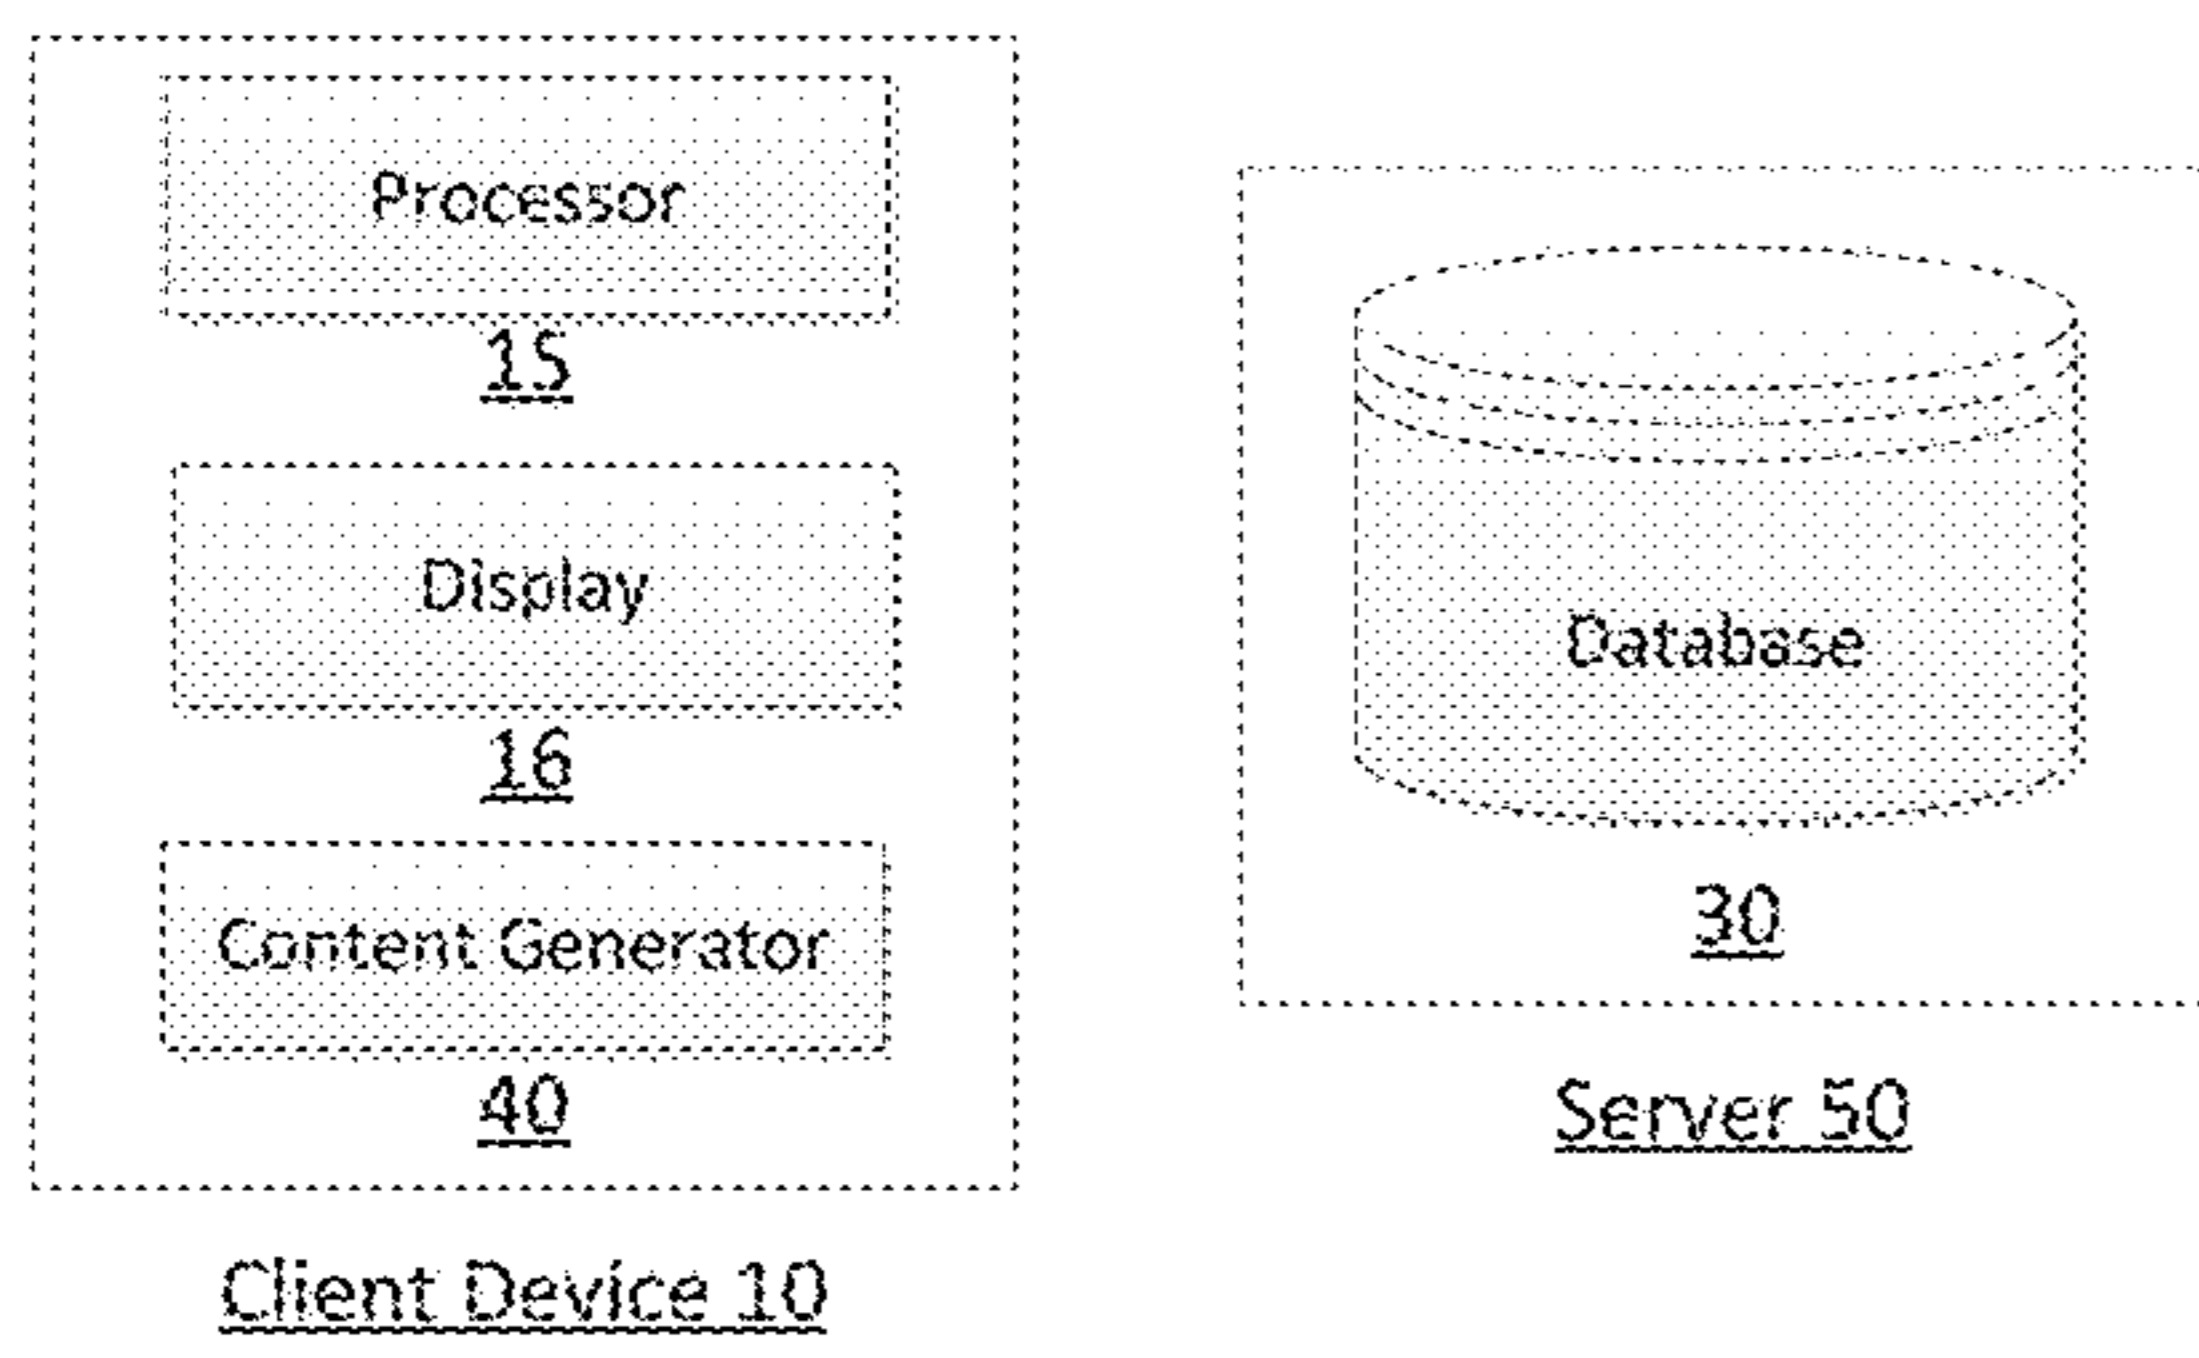 Processor
15
Display
16
Content Generator
40
Client Device 10
Database
30
Server 50